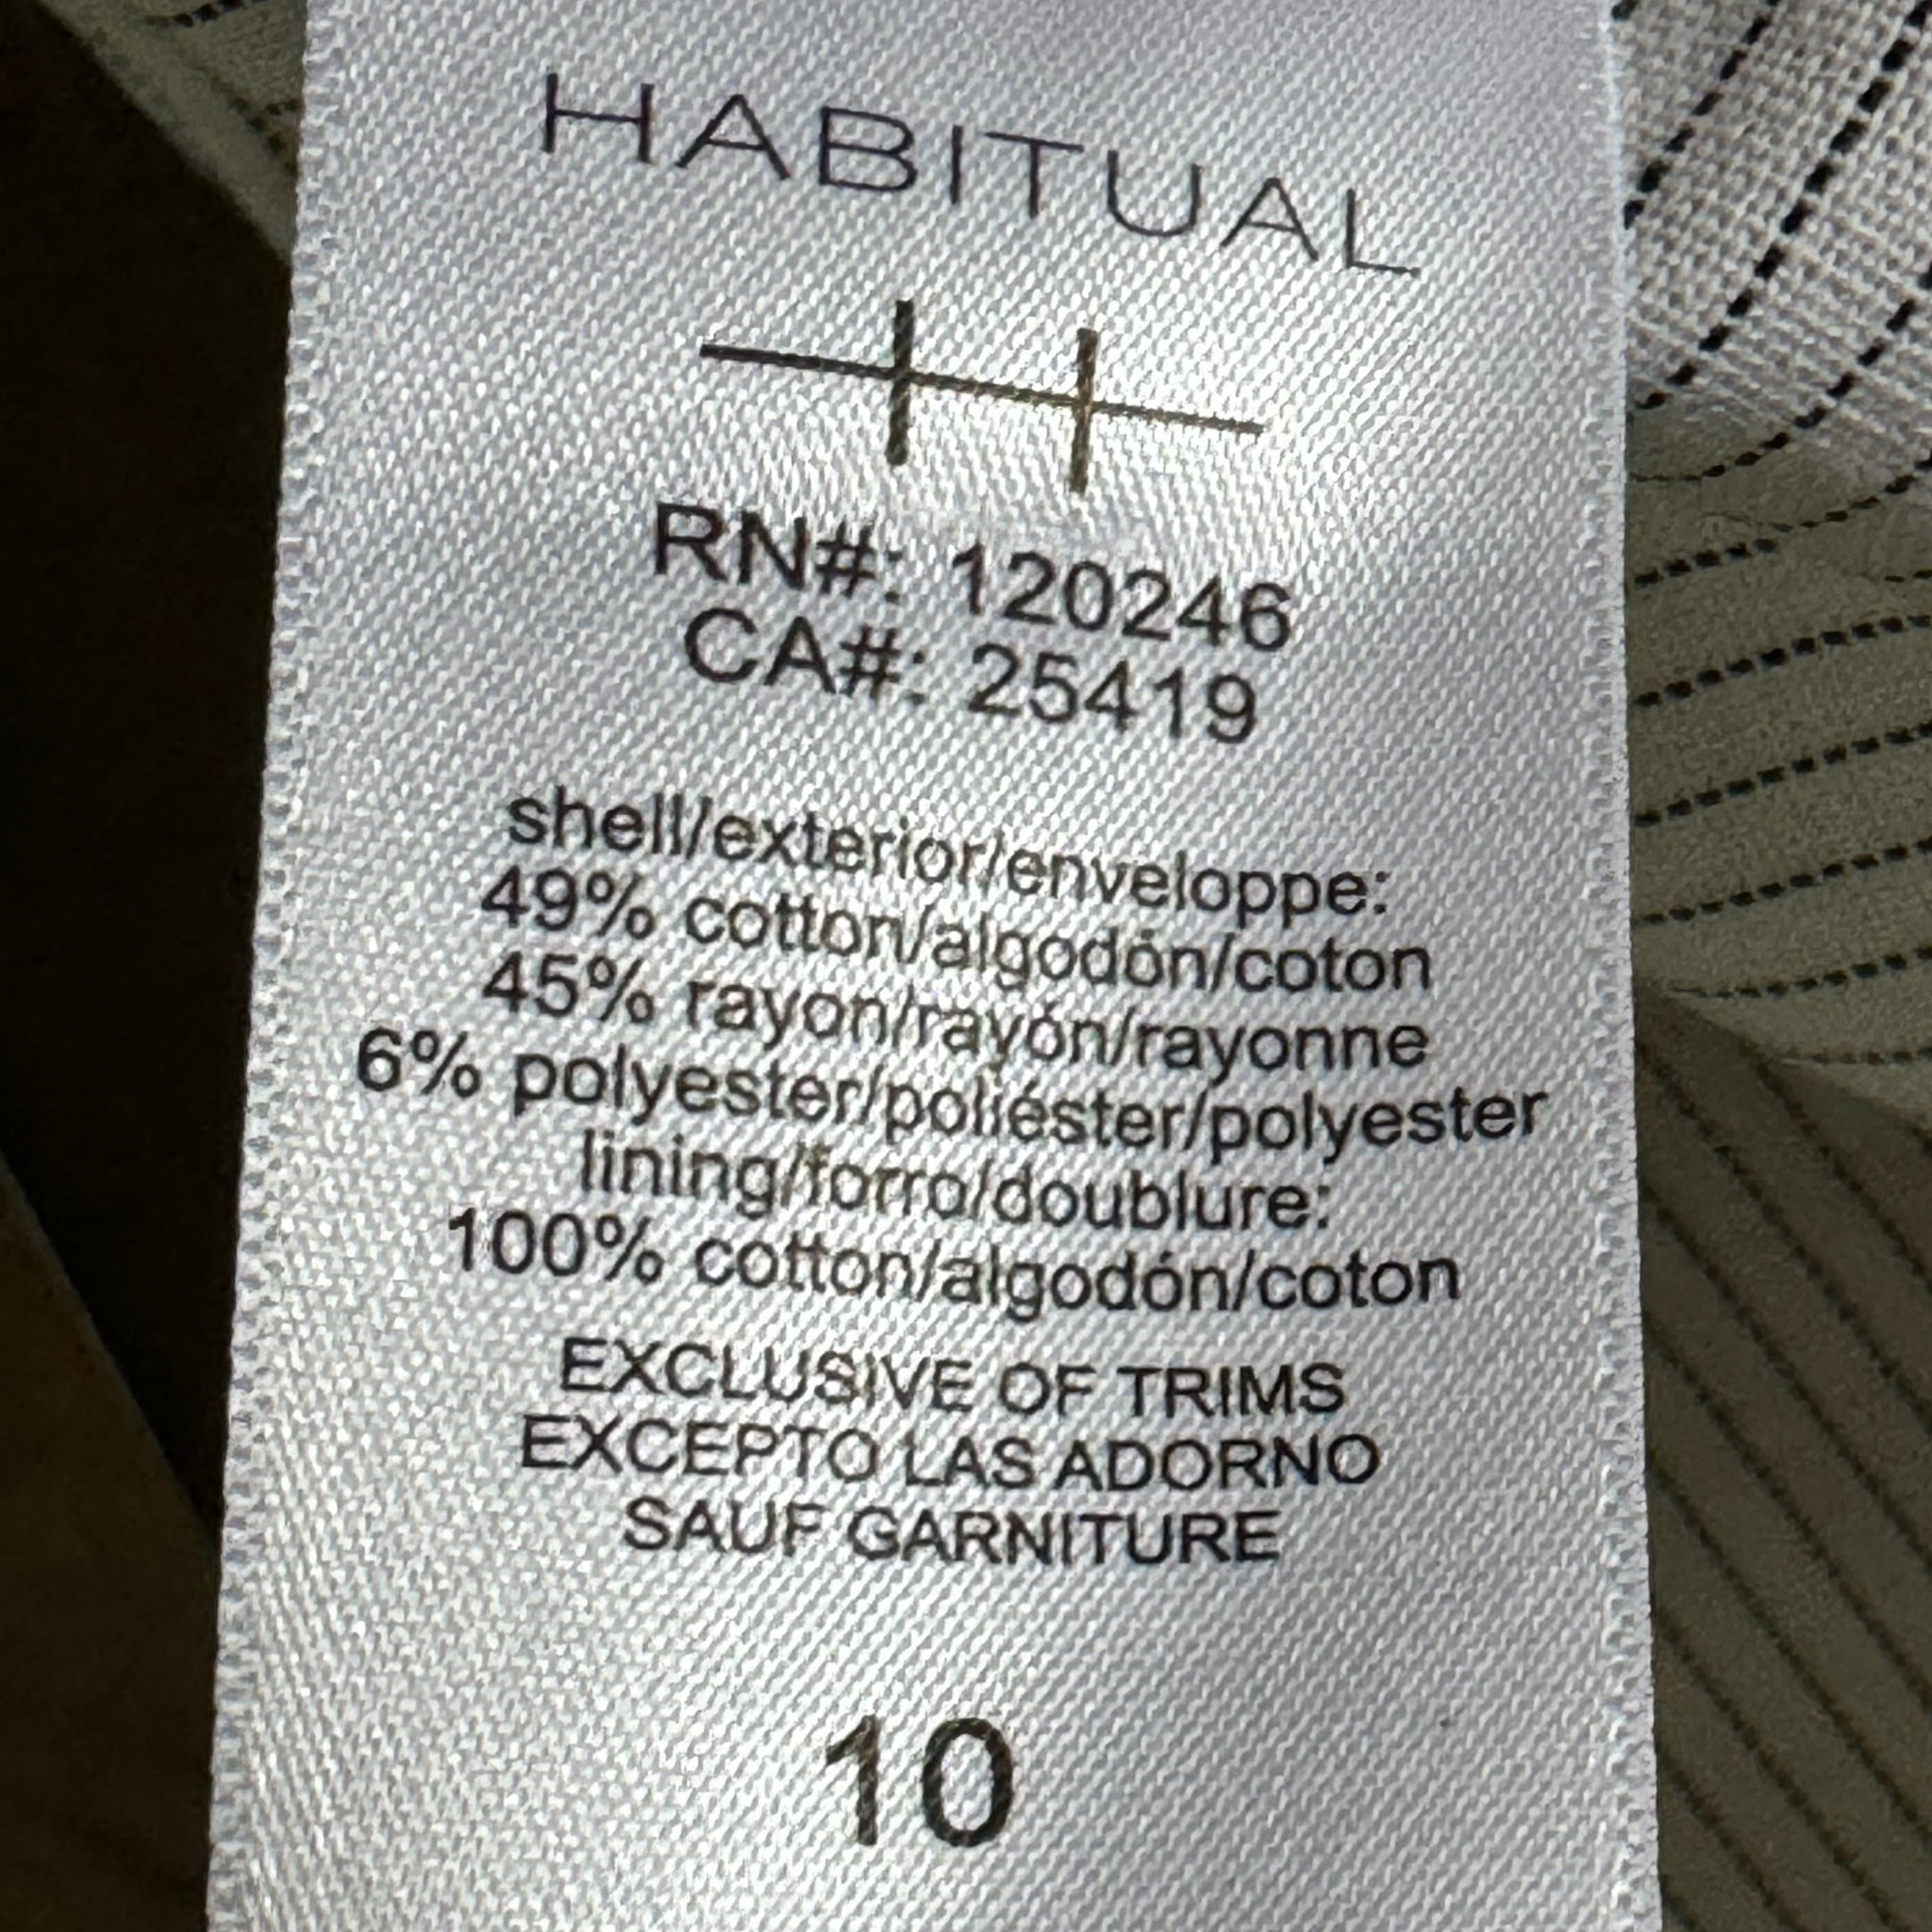 HABITUAL
RN#: 120246
CA#: 25419
shell/exterior/enveloppe:
49% cotton/algodón/coton
45% rayon/rayón/rayonne
6% polyester/poliéster/polyester
lining/forro/doublure:
100% cotton/algodón/coton
EXCLUSIVE OF TRIMS
EXCEPTO LAS ADORNO
SAUF GARNITURE
10